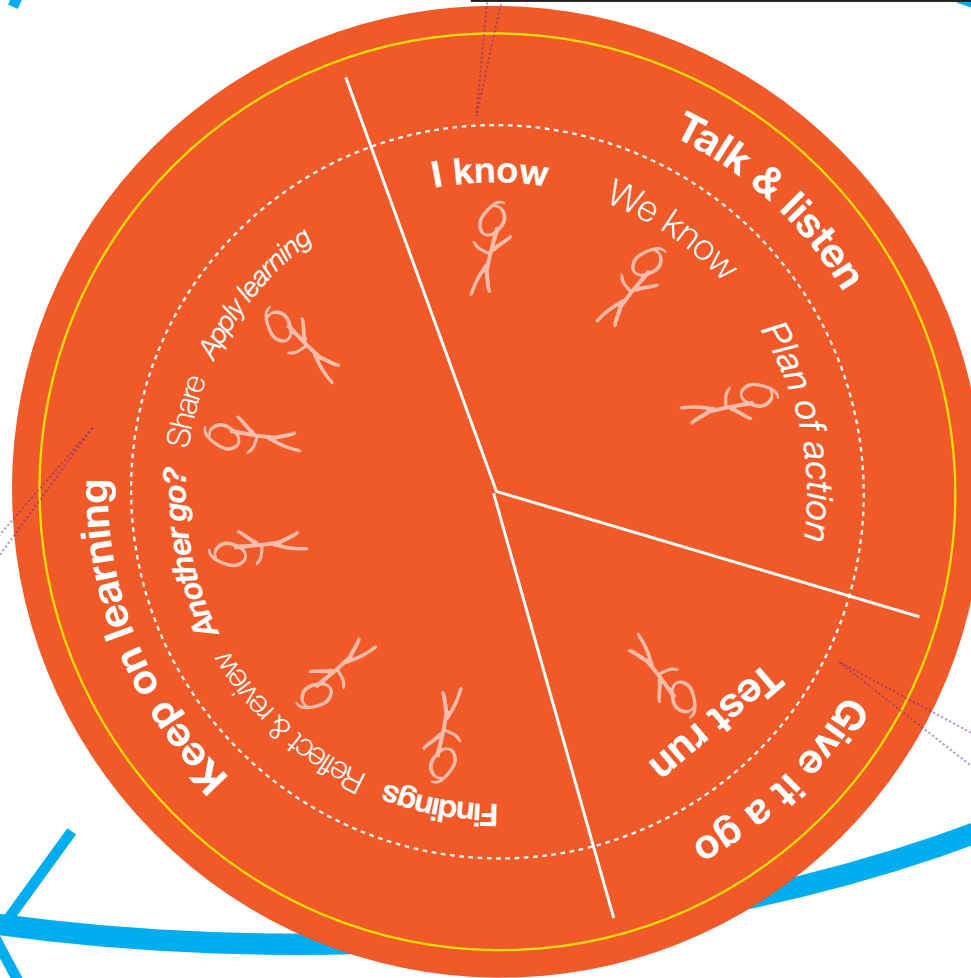 Talk & listen
I know
We know
Plan of action
Give it a go
Test run
Keep on learning
Findings
Reflect & review
Another go?
Share
Apply learning